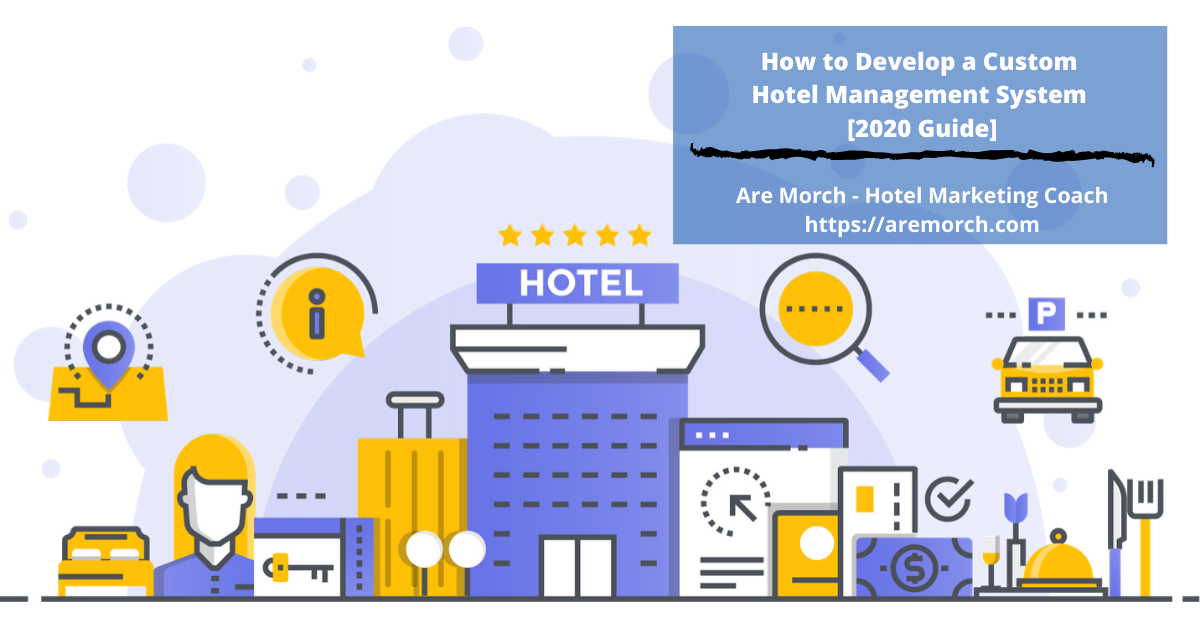 How to Develop a Custom
Hotel Management System
[2020 Guide]
Are Morch - Hotel Marketing Coach
https://aremorch.com
HOTEL
P
$